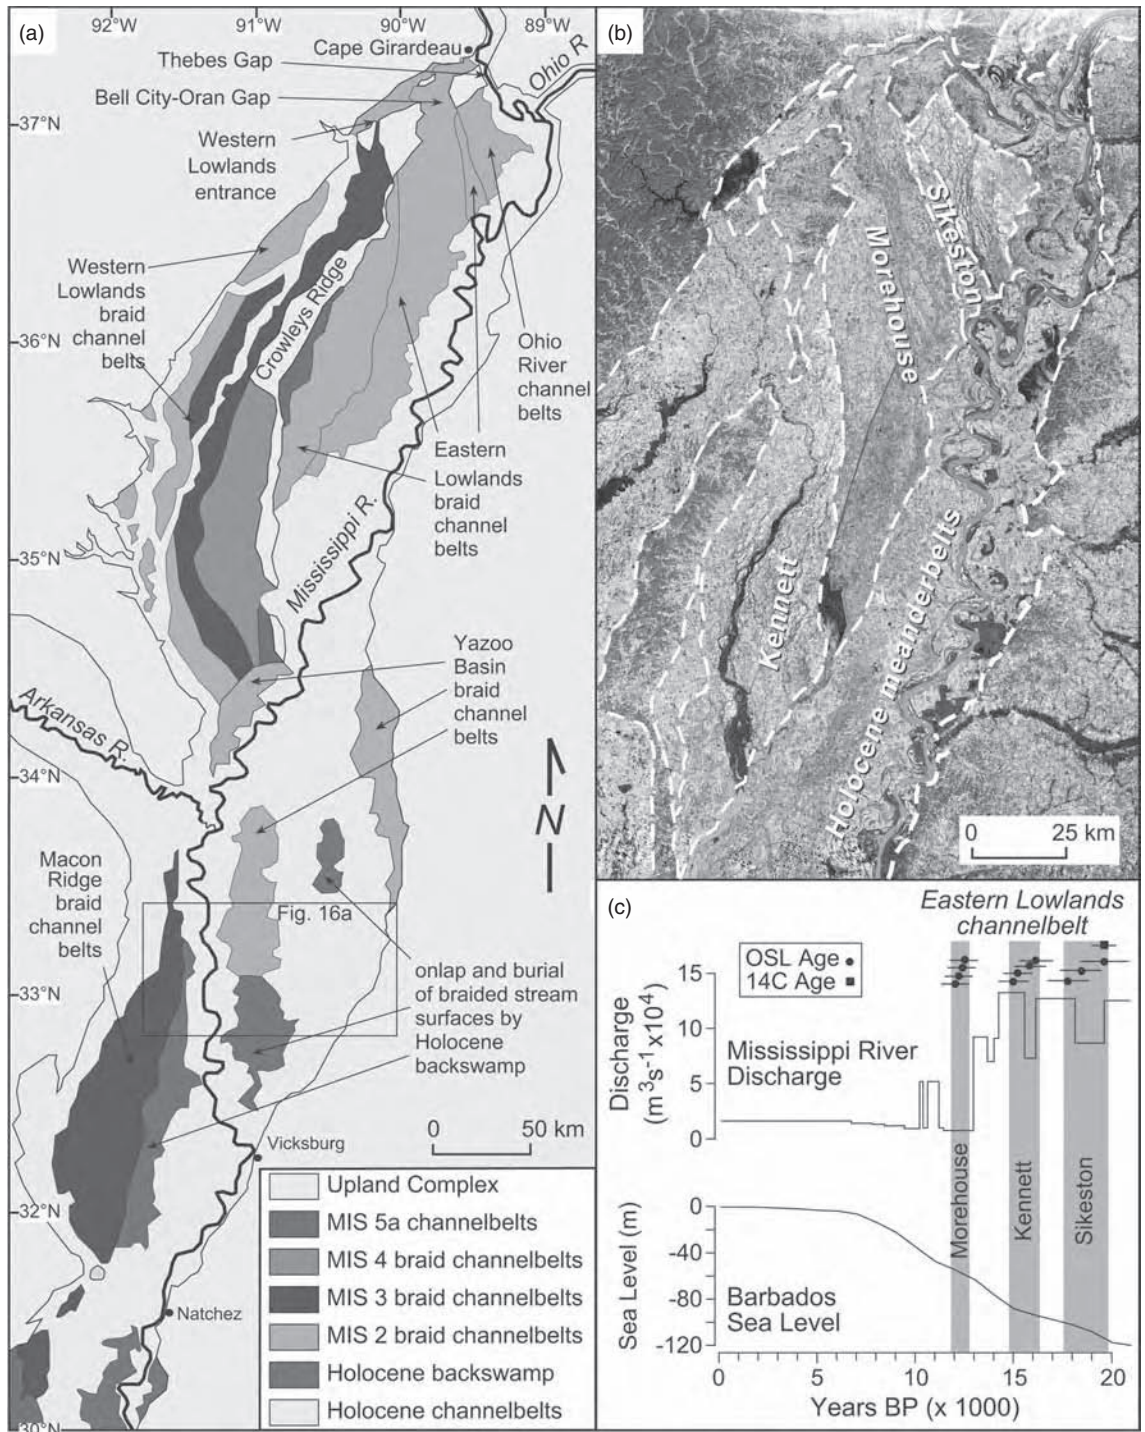 (a)
92°W
91°W
90°W
89°W
Cape Girardeau
Thebes Gap
Bell City-Oran Gap
Ohio R
37°N
Western
Lowlands
entrance
Western
Lowlands
braid
channel
belts
Crowleys Ridge
36°N
Ohio
River
channel
belts
Eastern
Lowlands
braid
channel
belts
Mississippi R.
35°N
Yazoo
Basin
braid
channel
belts
Arkansas R.
34°N
N
Macon
Ridge
braid
channel
belts
Fig. 16a
33°N
onlap and burial
of braided stream
surfaces by
Holocene
backswamp
0 50 km
Vicksburg
32°N
Natchez
30°N
Upland Complex
MIS 5a channelbelts
MIS 4 braid channelbelts
MIS 3 braid channelbelts
MIS 2 braid channelbelts
Holocene backswamp
Holocene channelbelts
(b)
Sikeston
Morehouse
Kennett
Holocene meanderbelts
0 25 km
(c)
Eastern Lowlands
channelbelt
OSL Age
14C Age
Discharge
(m3s-1x104)
15
10
5
0
Mississippi River
Discharge
Morehouse
Kennett
Sikeston
Sea Level (m)
0
-40
-80
-120
Barbados
Sea Level
0 5 10 15 20
Years BP (x 1000)